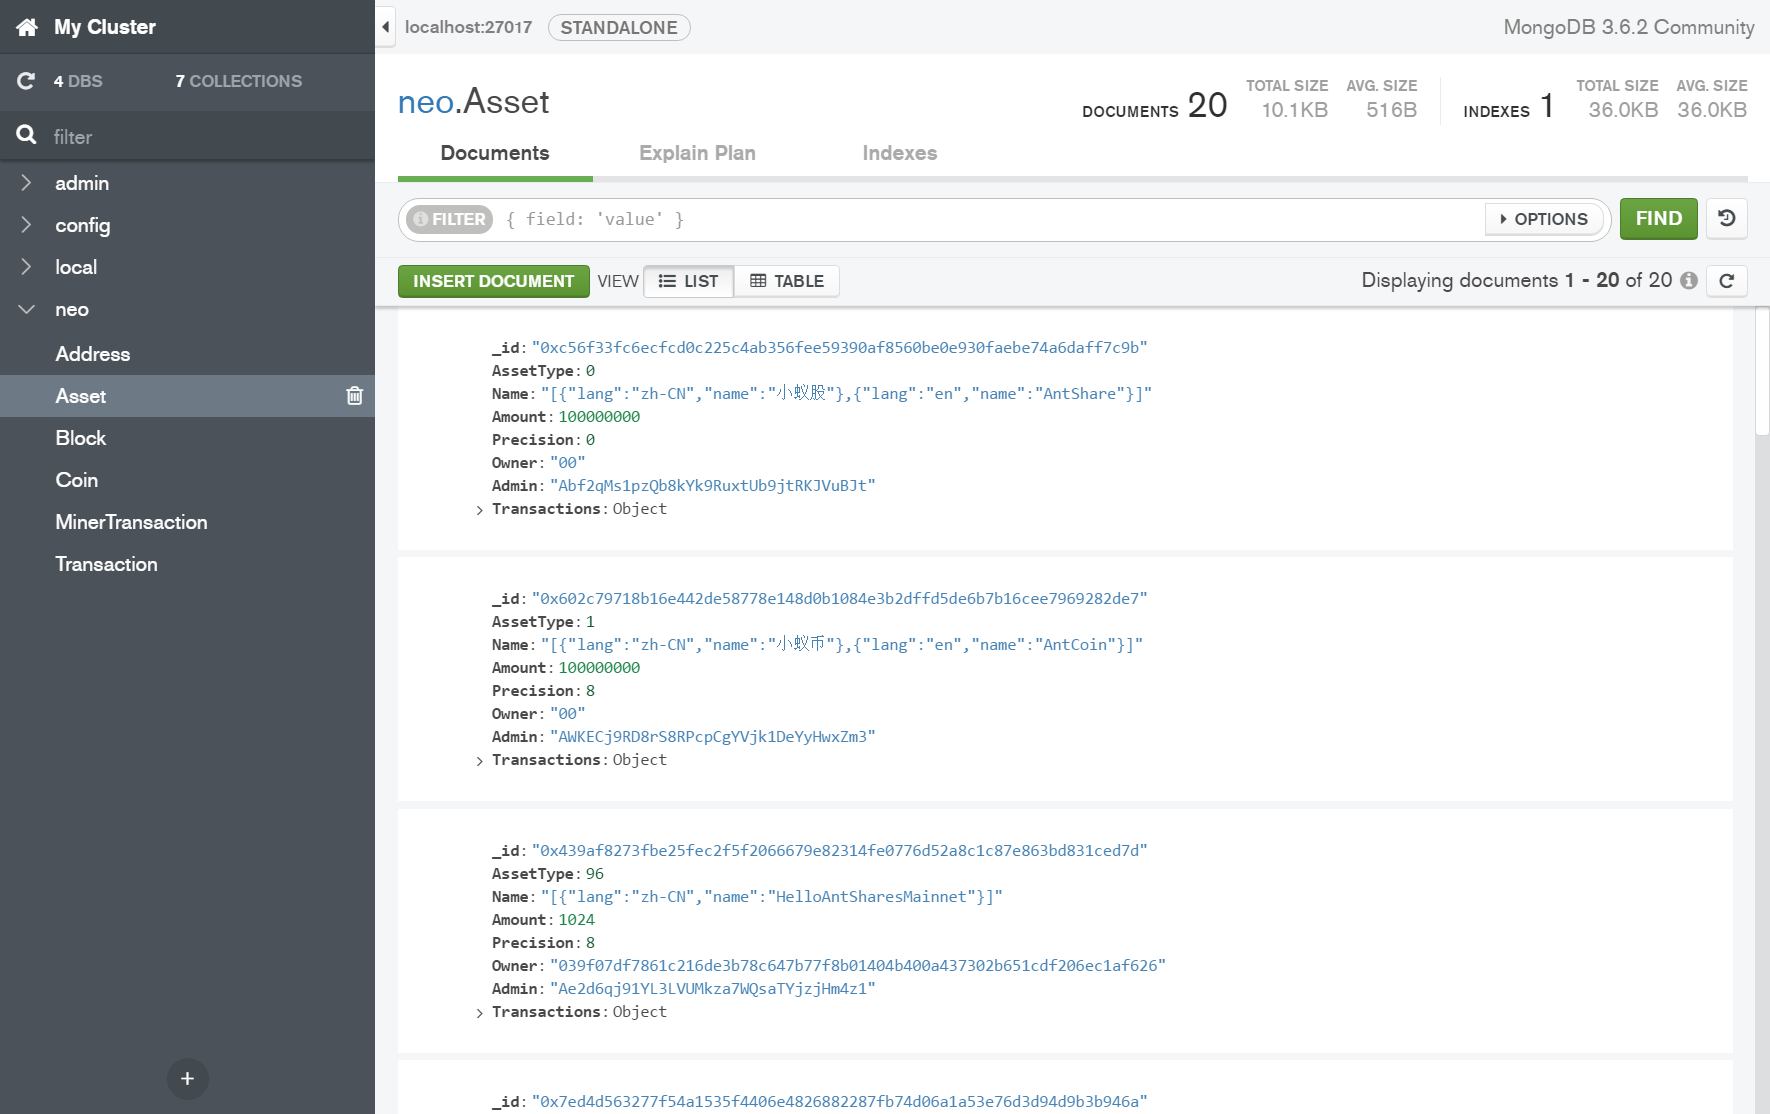 My Cluster
4 DBS 7 COLLECTIONS
filter
admin
config
local
neo
Address
Asset
Block
Coin
MinerTransaction
Transaction
localhost:27017 STANDALONE MongoDB 3.6.2 Community
neo.Asset
DOCUMENTS 20 TOTAL SIZE 10.1KB AVG. SIZE 516B INDEXES 1 TOTAL SIZE 36.0KB AVG. SIZE 36.0KB
Documents Explain Plan Indexes
FILTER { field: 'value' } OPTIONS FIND
INSERT DOCUMENT VIEW LIST TABLE Displaying documents 1 - 20 of 20
_id: "0xc56f33fc6ecfcd0c225c4ab356fee59390af8560be0e930faebe74a6daff7c9b"
AssetType: 0
Name: "[{"lang":"zh-CN","name":"小蚁股"},{"lang":"en","name":"AntShare"}]"
Amount: 100000000
Precision: 0
Owner: "00"
Admin: "Abf2qMs1pzQb8kYk9RuxtUb9jtRKJVuBJt"
Transactions: Object
_id: "0x602c79718b16e442de58778e148d0b1084e3b2dffd5de6b7b16cee7969282de7"
AssetType: 1
Name: "[{"lang":"zh-CN","name":"小蚁币"},{"lang":"en","name":"AntCoin"}]"
Amount: 100000000
Precision: 8
Owner: "00"
Admin: "AWKECj9RD8rS8RPcpCgYVjk1DeYyHwxZm3"
Transactions: Object
_id: "0x439af8273fbe25fec2f5f2066679e82314fe0776d52a8c1c87e863bd831ced7d"
AssetType: 96
Name: "[{"lang":"zh-CN","name":"HelloAntSharesMainnet"}]"
Amount: 1024
Precision: 8
Owner: "039f07df7861c216de3b78c647b77f8b01404b400a437302b651cdf206ec1af626"
Admin: "Ae2d6qj91YL3LVUMkza7WQsaTYjzjHm4z1"
Transactions: Object
_id: "0x7ed4d563277f54a1535f4406e4826882287fb74d06a1a53e76d3d94d9b3b946a"